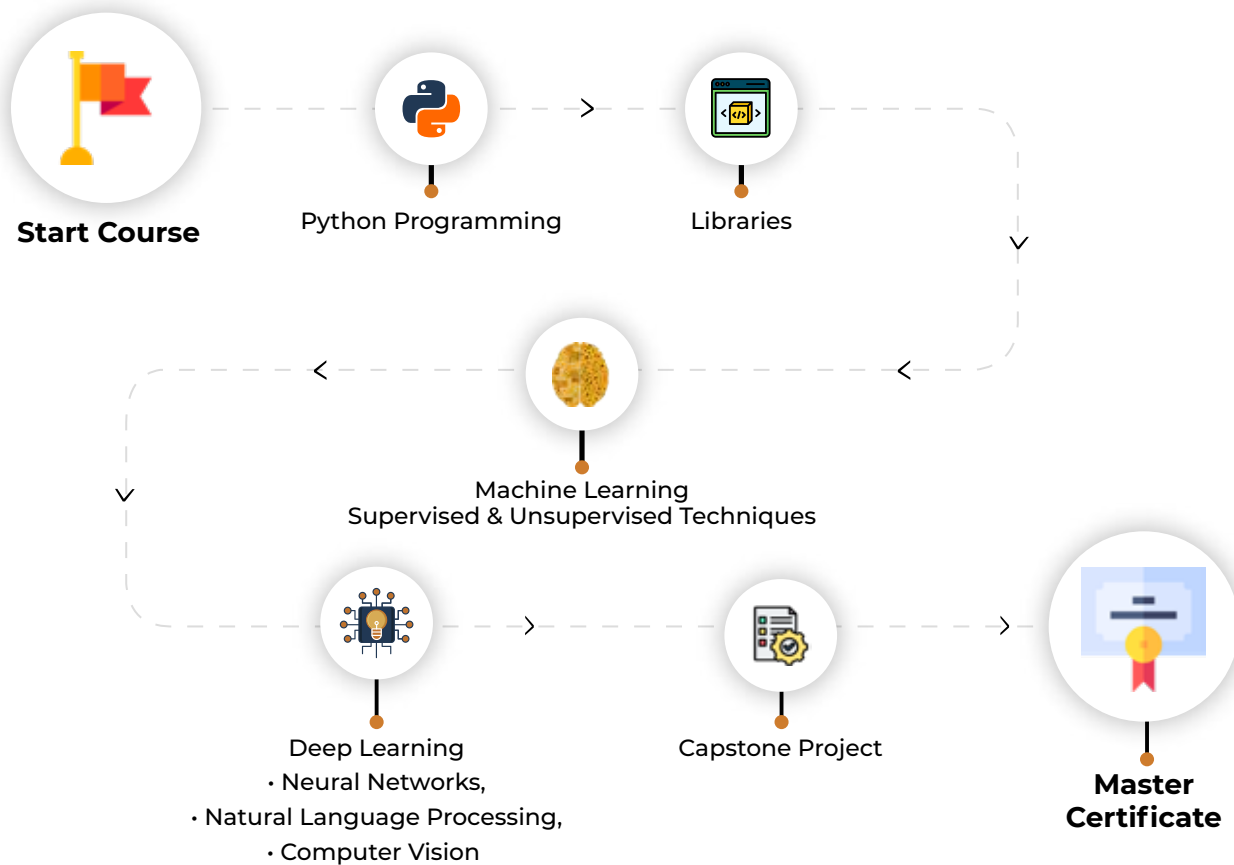 Start Course
Python Programming
Libraries
Machine Learning
Supervised & Unsupervised Techniques
Deep Learning
• Neural Networks,
• Natural Language Processing,
• Computer Vision
Capstone Project
Master
Certificate